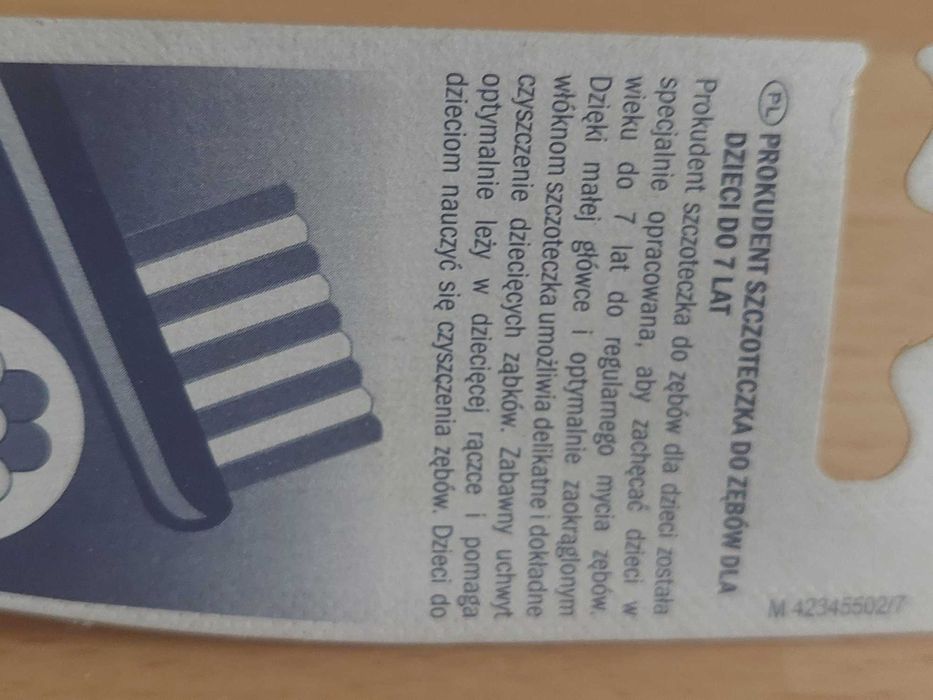 PL PROKUDENT SZCZOTECZKA DO ZĘBÓW DLA
DZIECI DO 7 LAT
Prokudent szczoteczka do zębów dla dzieci została
specjalnie opracowana, aby zachęcać dzieci w
wieku do 7 lat do regularnego mycia zębów.
Dzięki małej główce i optymalnie zaokrąglonym
włóknom szczoteczka umożliwia delikatne i dokładne
czyszczenie dziecięcych ząbków. Zabawny uchwyt
optymalnie leży w dziecięcej rączce i pomaga
dzieciom nauczyć się czyszczenia zębów. Dzieci do
M 42345502/7